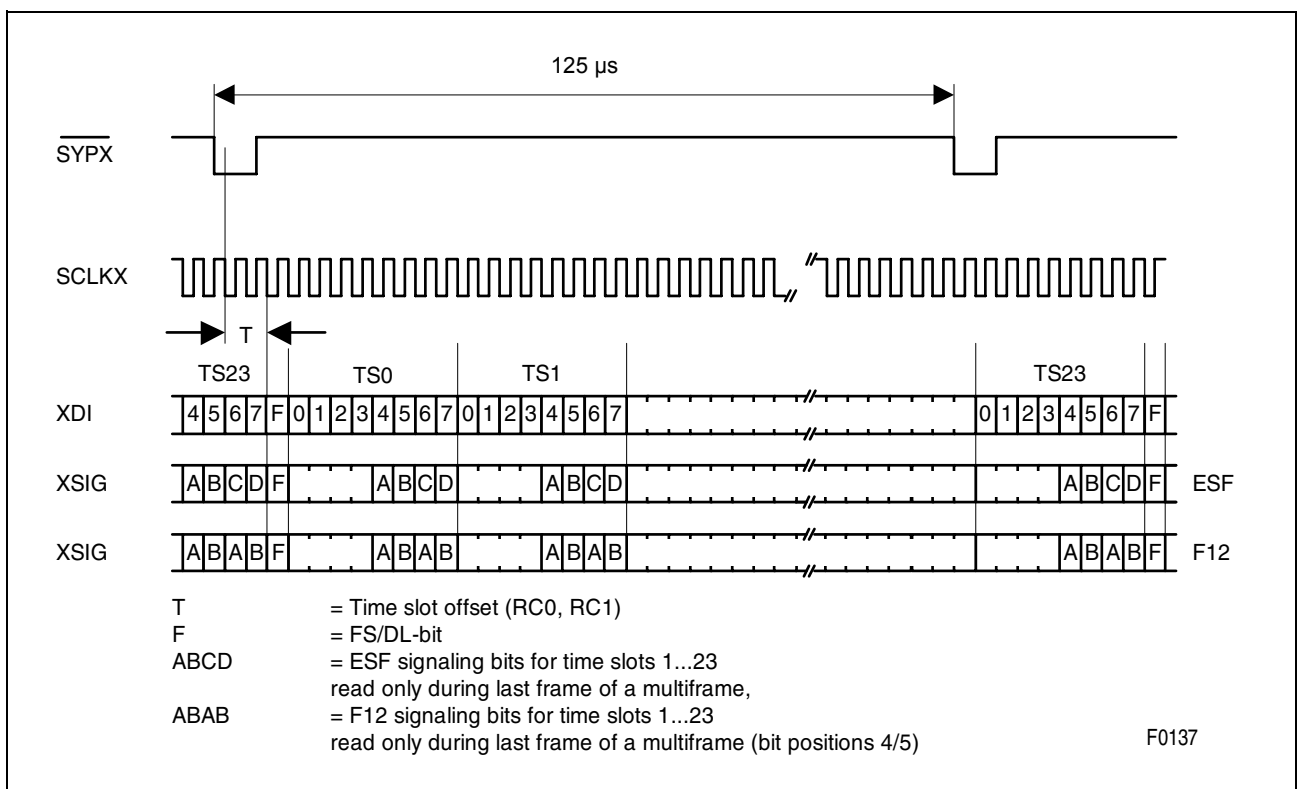 125 µs
SYPX
SCLKX
T
TS23 TS0 TS1 TS23
XDI 4 5 6 7 F 0 1 2 3 4 5 6 7 0 1 2 3 4 5 6 7 0 1 2 3 4 5 6 7 F
XSIG A B C D F A B C D A B C D A B C D F ESF
XSIG A B A B F A B A B A B A B A B A B F F12
T = Time slot offset (RC0, RC1)
F = FS/DL-bit
ABCD = ESF signaling bits for time slots 1...23
read only during last frame of a multiframe,
ABAB = F12 signaling bits for time slots 1...23
read only during last frame of a multiframe (bit positions 4/5)
F0137